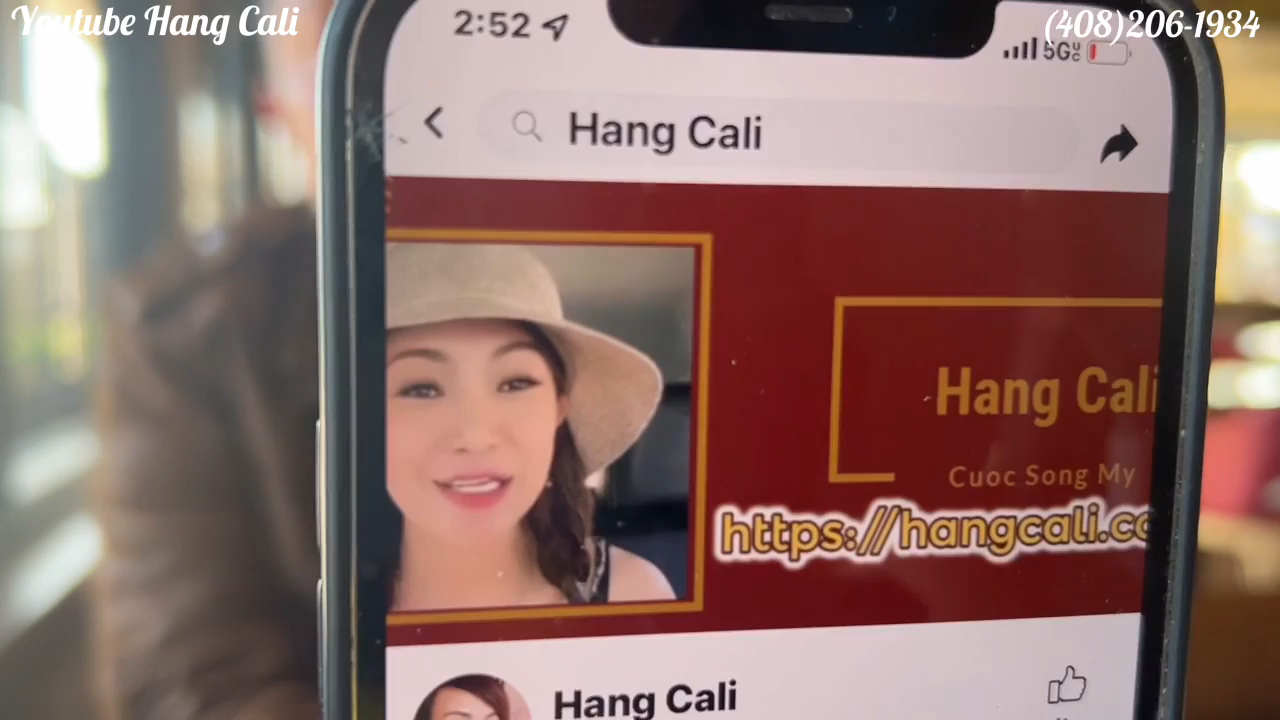 Youtube Hang Cali
(408)206-1934
2:52
5G
Hang Cali
Hang Cali
Cuoc Song My
https://hangcali.co
Hang Cali